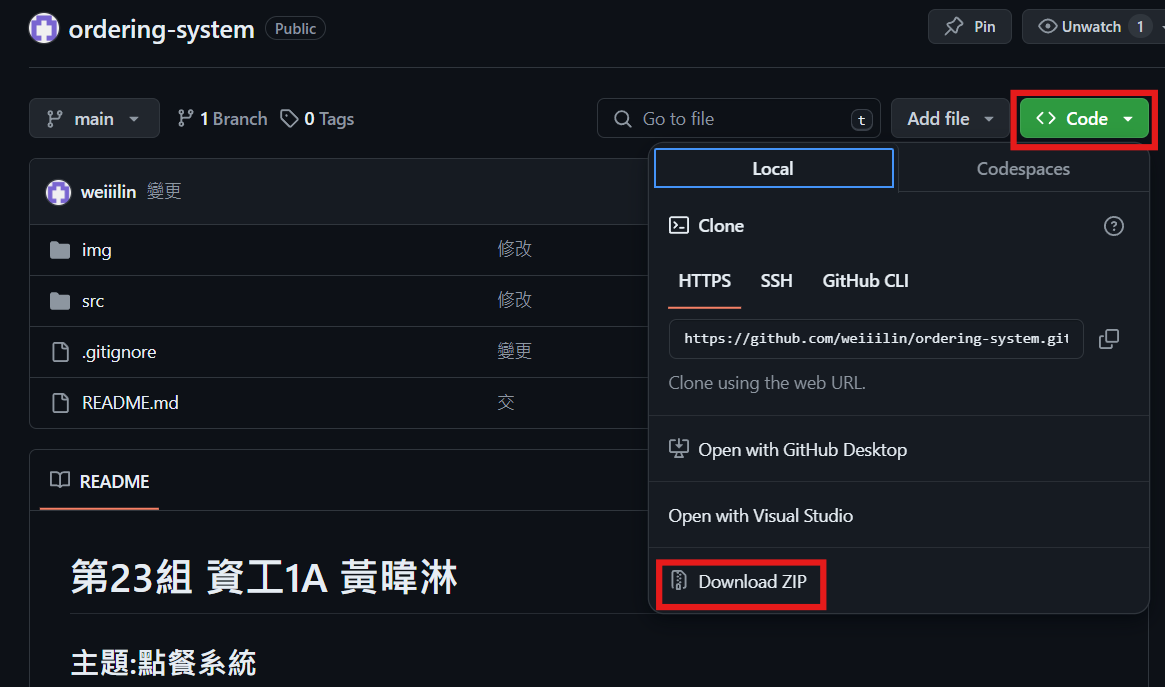 ordering-system Public Pin Unwatch 1
main 1 Branch 0 Tags Go to file t Add file Code
Local Codespaces
weiiilin 變更
Clone
img 修改
HTTPS SSH GitHub CLI
src 修改
https://github.com/weiiilin/ordering-system.git
.gitignore 變更
Clone using the web URL.
README.md 交
Open with GitHub Desktop
README
Open with Visual Studio
第23組 資工1A 黃暐淋
Download ZIP
主題:點餐系統